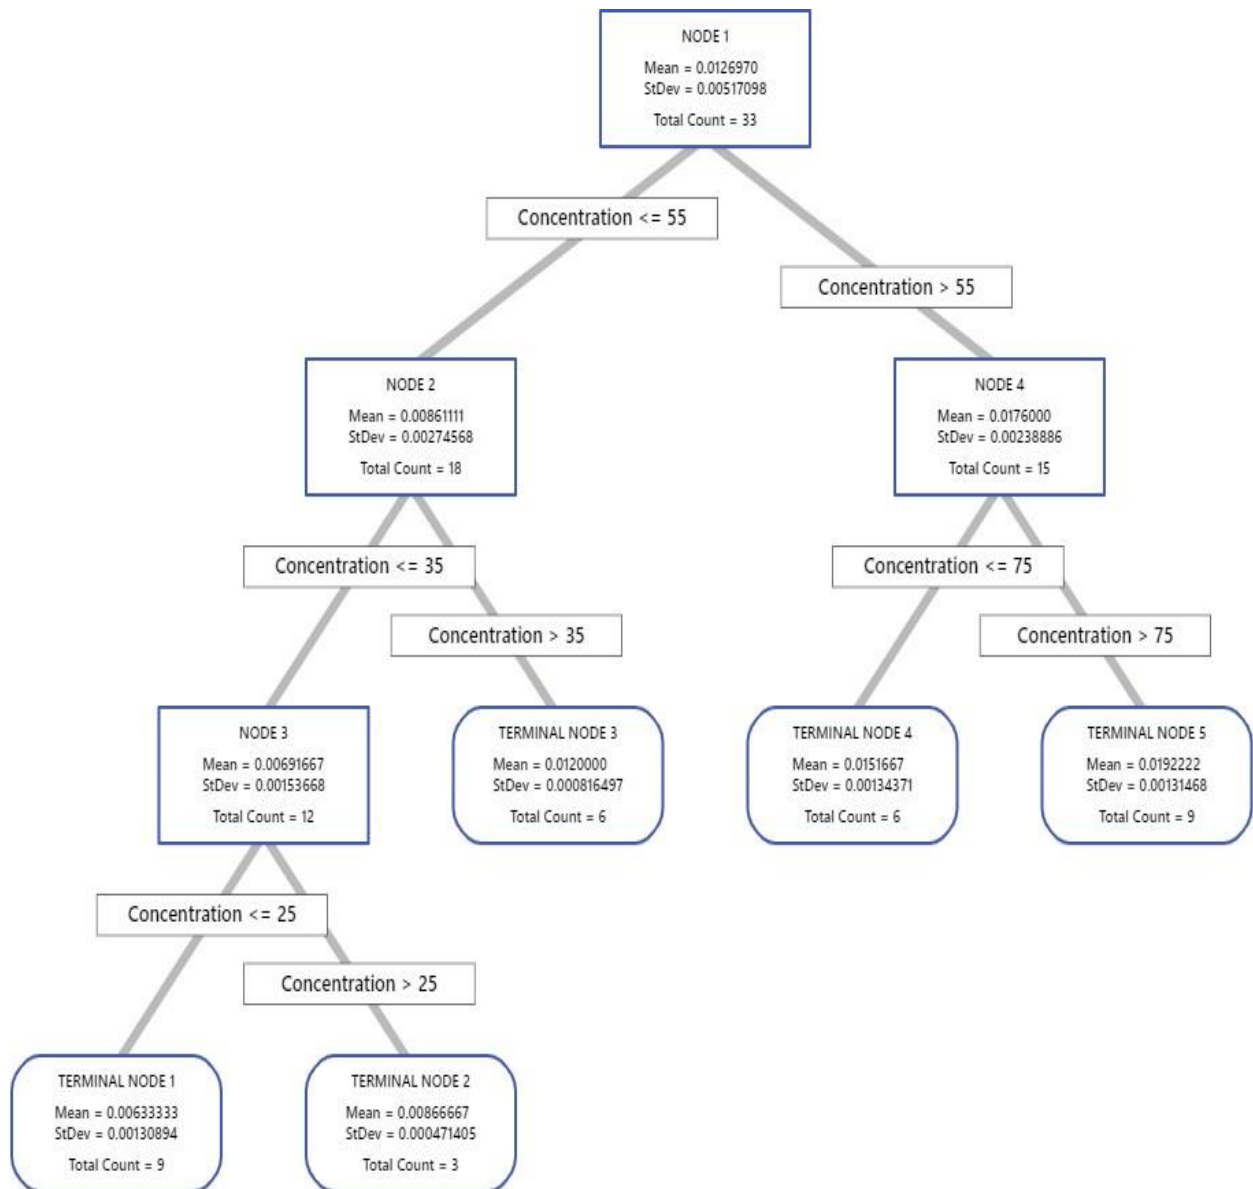 NODE 1
Mean = 0.0126970
StDev = 0.00517098
Total Count = 33
Concentration <= 55
Concentration > 55
NODE 2
Mean = 0.00861111
StDev = 0.00274568
Total Count = 18
NODE 4
Mean = 0.0176000
StDev = 0.00238886
Total Count = 15
Concentration <= 35
Concentration > 35
Concentration <= 75
Concentration > 75
NODE 3
Mean = 0.00691667
StDev = 0.00153668
Total Count = 12
TERMINAL NODE 3
Mean = 0.0120000
StDev = 0.000816497
Total Count = 6
TERMINAL NODE 4
Mean = 0.0151667
StDev = 0.00134371
Total Count = 6
TERMINAL NODE 5
Mean = 0.0192222
StDev = 0.00131468
Total Count = 9
Concentration <= 25
Concentration > 25
TERMINAL NODE 1
Mean = 0.00633333
StDev = 0.00130894
Total Count = 9
TERMINAL NODE 2
Mean = 0.00866667
StDev = 0.000471405
Total Count = 3